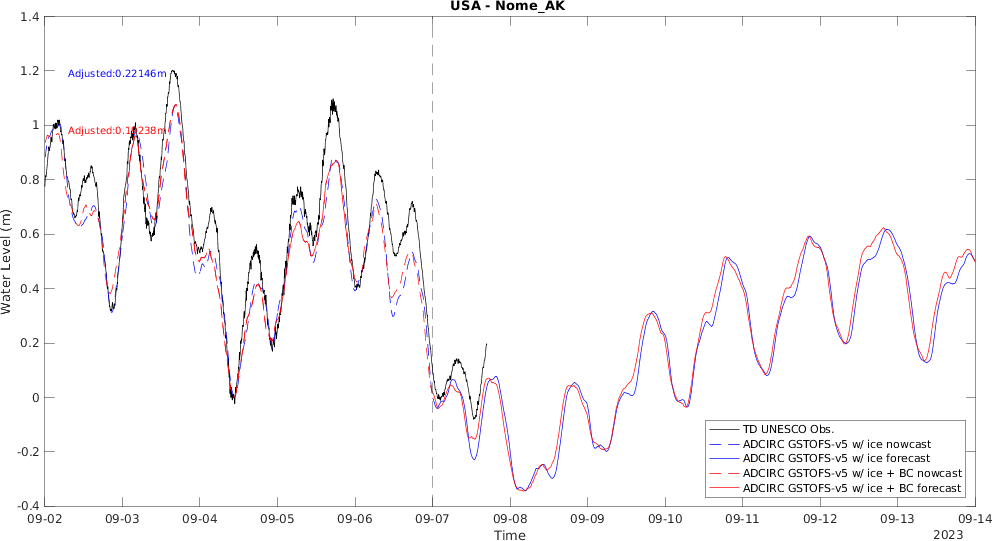 USA - Nome_AK
1.4
1.2
1
0.8
0.6
0.4
0.2
0
-0.2
-0.4
Water Level (m)
Adjusted:0.22146m
TD UNESCO Obs.
ADCIRC GSTOFS-v5 w/ ice nowcast
ADCIRC GSTOFS-v5 w/ ice forecast
ADCIRC GSTOFS-v5 w/ ice + BC nowcast
ADCIRC GSTOFS-v5 w/ ice + BC forecast
09-02 09-03 09-04 09-05 09-06 09-07 09-08 09-09 09-10 09-11 09-12 09-13 09-14
Time
2023